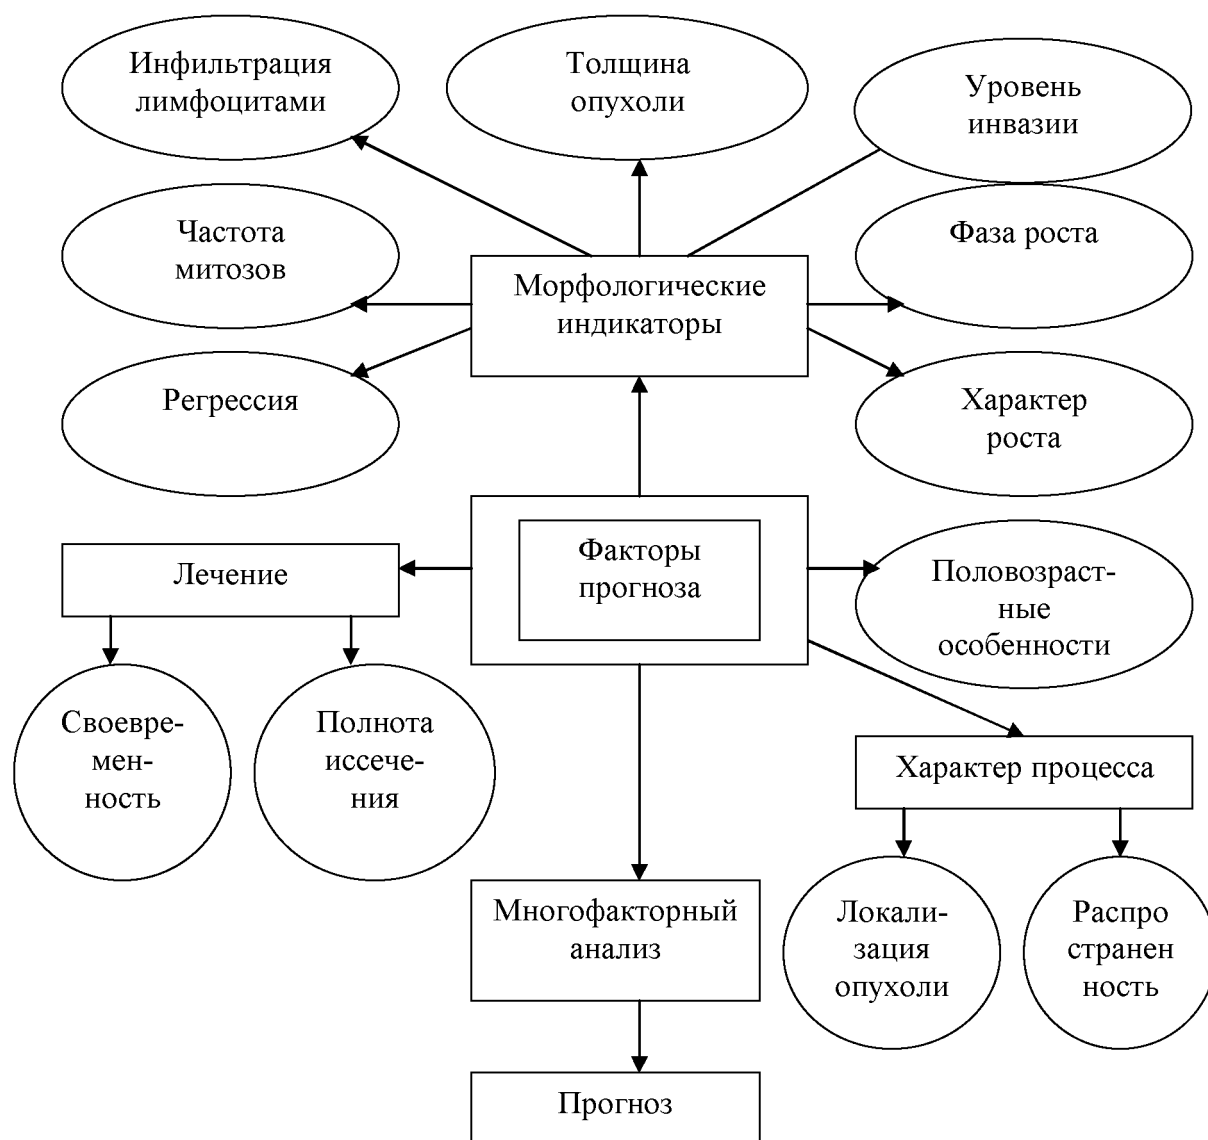 Инфильтрация
лимфоцитами
Толщина
опухоли
Уровень
инвазии
Частота
митозов
Морфологические
индикаторы
Фаза роста
Регрессия
Характер
роста
Лечение
Факторы
прогноза
Половозраст-
ные
особенности
Своевре-
мен-
ность
Полнота
иссече-
ния
Характер процесса
Многофакторный
анализ
Локали-
зация
опухоли
Распро
странен
ность
Прогноз